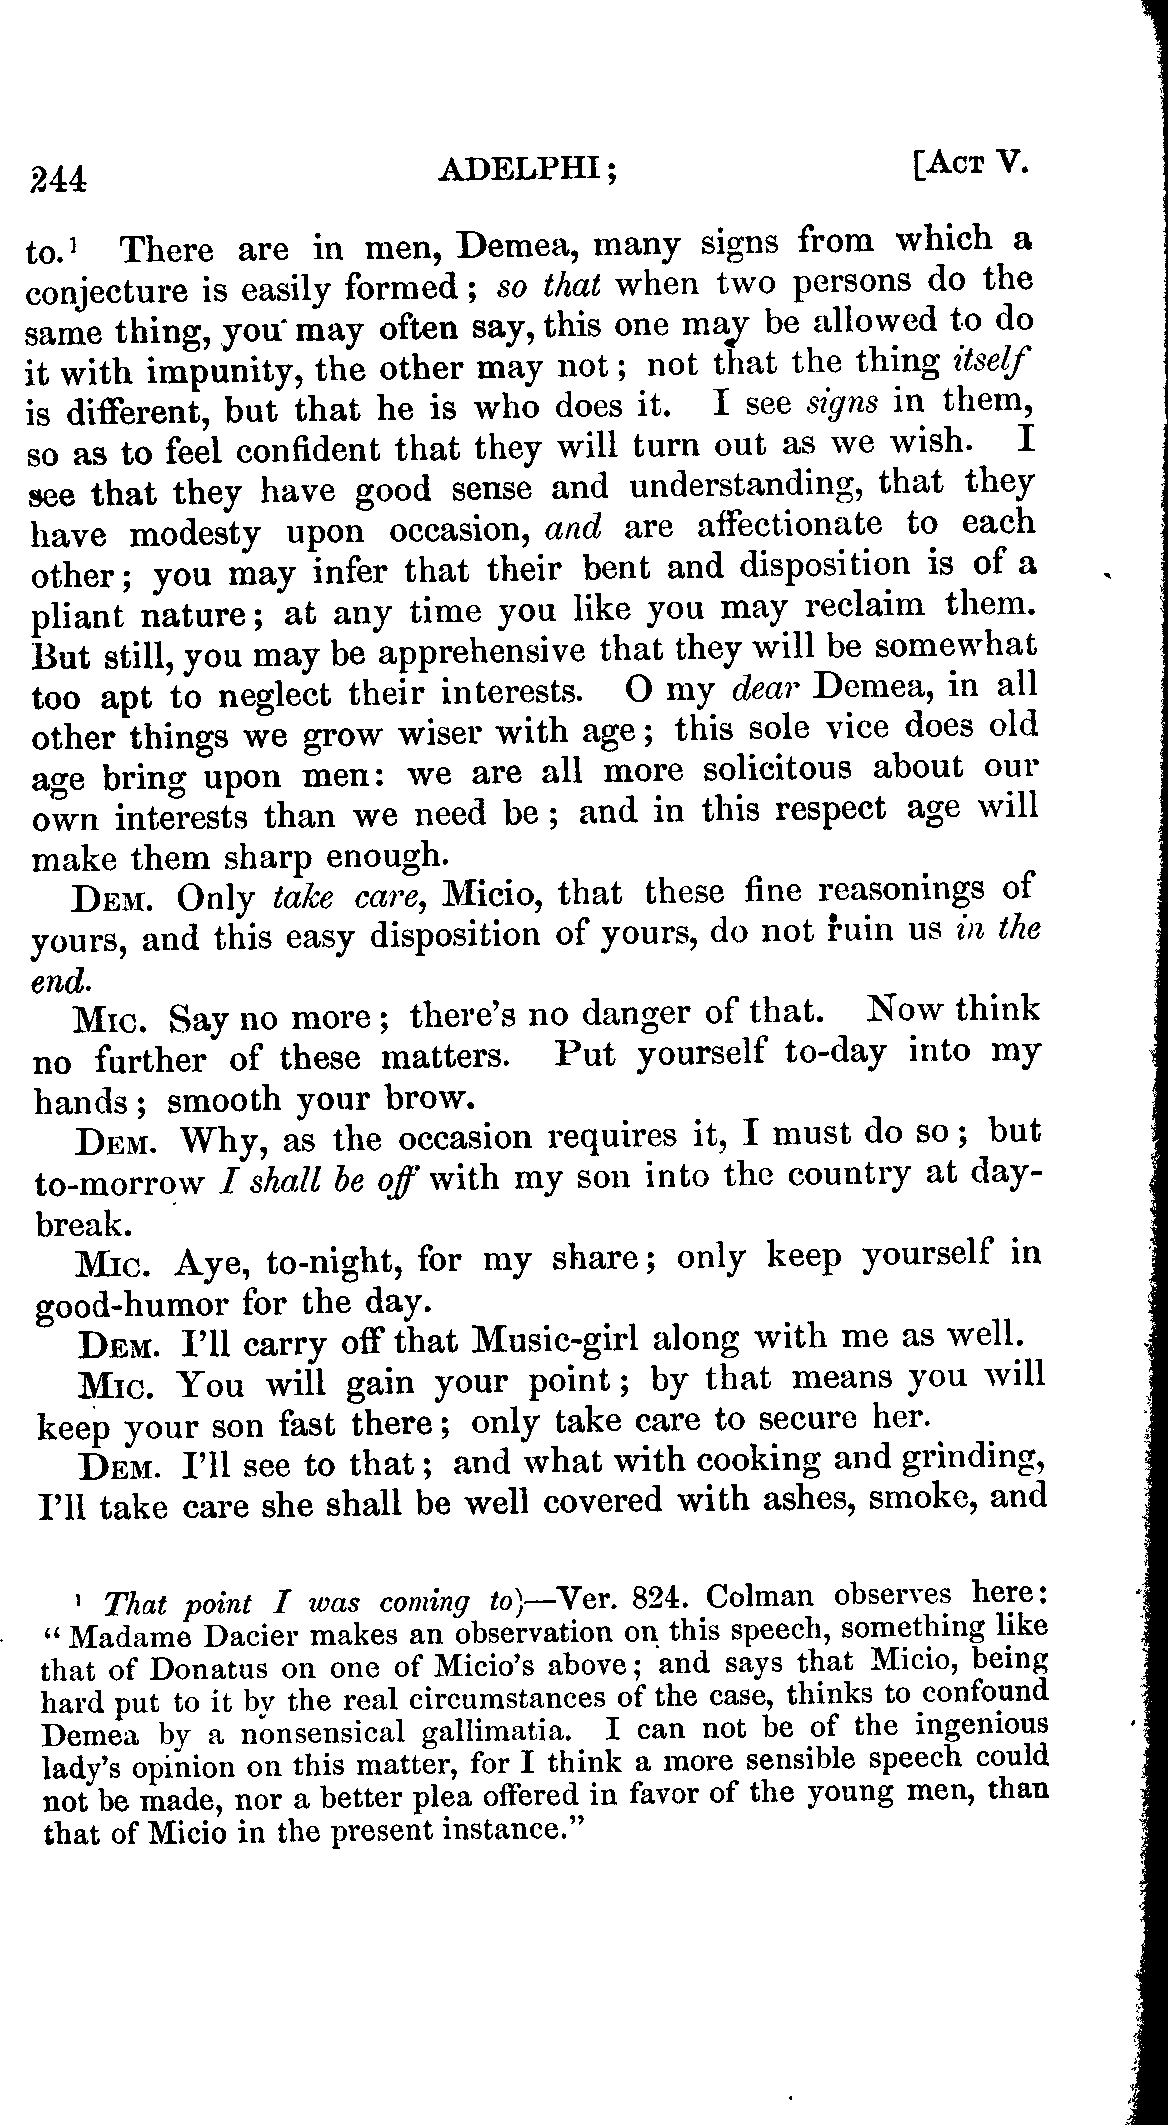 244 ADELPHI; [ACT V.
to.¹ There are in men, Demea, many signs from which a
conjecture is easily formed; so that when two persons do the
same thing, you may often say, this one may be allowed to do
it with impunity, the other may not; not that the thing itself
is different, but that he is who does it. I see signs in them,
so as to feel confident that they will turn out as we wish. I
see that they have good sense and understanding, that they
have modesty upon occasion, and are affectionate to each
other; you may infer that their bent and disposition is of a
pliant nature; at any time you like you may reclaim them.
But still, you may be apprehensive that they will be somewhat
too apt to neglect their interests. O my dear Demea, in all
other things we grow wiser with age; this sole vice does old
age bring upon men: we are all more solicitous about our
own interests than we need be; and in this respect age will
make them sharp enough.
DEM. Only take care, Micio, that these fine reasonings of
yours, and this easy disposition of yours, do not ruin us in the
end.
MIC. Say no more; there's no danger of that. Now think
no further of these matters. Put yourself to-day into my
hands; smooth your brow.
DEM. Why, as the occasion requires it, I must do so; but
to-morrow I shall be off with my son into the country at day-
break.
MIC. Aye, to-night, for my share; only keep yourself in
good-humor for the day.
DEM. I'll carry off that Music-girl along with me as well.
MIC. You will gain your point; by that means you will
keep your son fast there; only take care to secure her.
DEM. I'll see to that; and what with cooking and grinding,
I'll take care she shall be well covered with ashes, smoke, and
¹ That point I was coming to)—Ver. 824. Colman observes here:
"Madame Dacier makes an observation on this speech, something like
that of Donatus on one of Micio's above; and says that Micio, being
hard put to it by the real circumstances of the case, thinks to confound
Demea by a nonsensical gallimatia. I can not be of the ingenious
lady's opinion on this matter, for I think a more sensible speech could
not be made, nor a better plea offered in favor of the young men, than
that of Micio in the present instance."